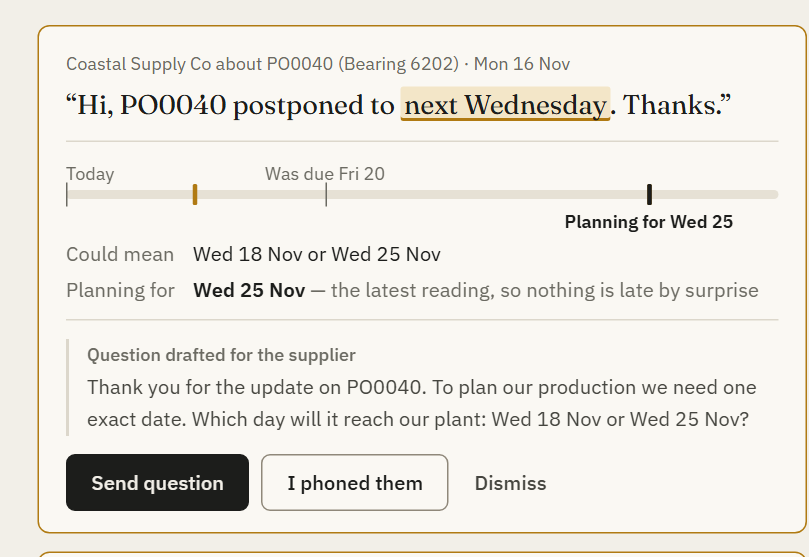 Coastal Supply Co about PO0040 (Bearing 6202) · Mon 16 Nov
“Hi, PO0040 postponed to next Wednesday. Thanks.”
Today
Was due Fri 20
Planning for Wed 25
Could mean Wed 18 Nov or Wed 25 Nov
Planning for Wed 25 Nov — the latest reading, so nothing is late by surprise
Question drafted for the supplier
Thank you for the update on PO0040. To plan our production we need one
exact date. Which day will it reach our plant: Wed 18 Nov or Wed 25 Nov?
Send question
I phoned them
Dismiss